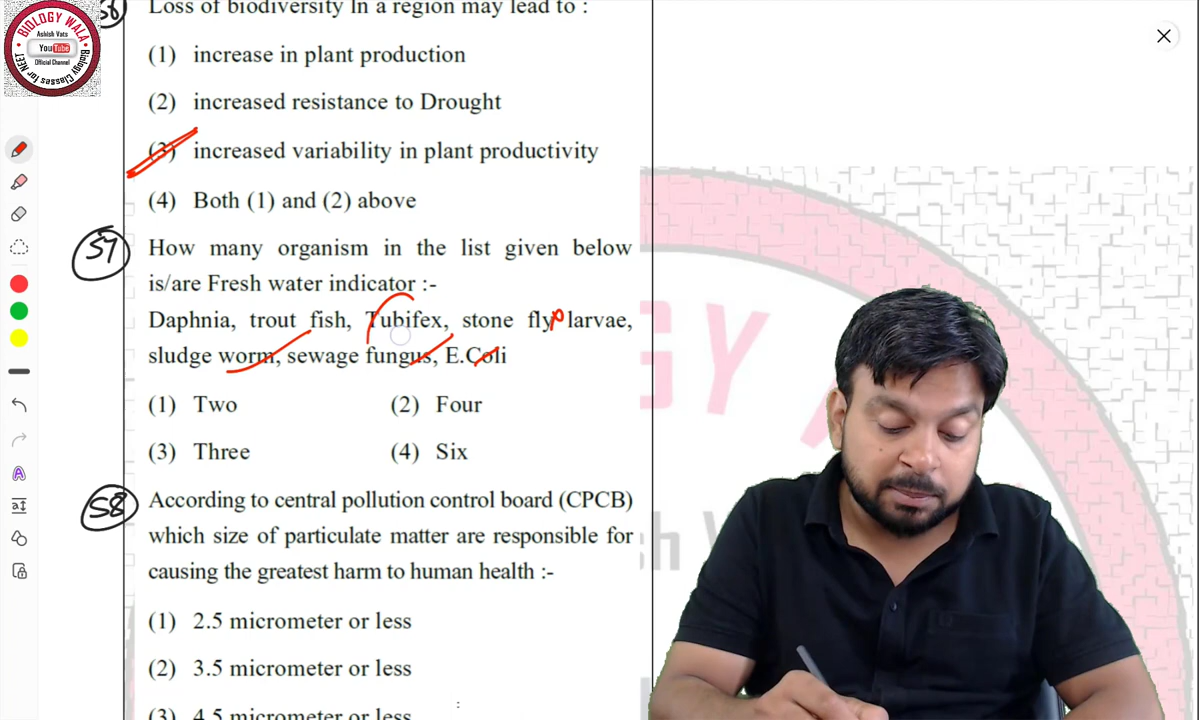 BIOLOGY WALA
Ashish Vats
YouTube
Official Channel
Biology Classes for NEET
56 Loss of biodiversity In a region may lead to :
(1) increase in plant production
(2) increased resistance to Drought
(3) increased variability in plant productivity
(4) Both (1) and (2) above
57 How many organism in the list given below
is/are Fresh water indicator :-
Daphnia, trout fish, Tubifex, stone fly larvae,
sludge worm, sewage fungus, E.Coli
(1) Two (2) Four
(3) Three (4) Six
58 According to central pollution control board (CPCB)
which size of particulate matter are responsible for
causing the greatest harm to human health :-
(1) 2.5 micrometer or less
(2) 3.5 micrometer or less
(3) 4.5 micrometer or less